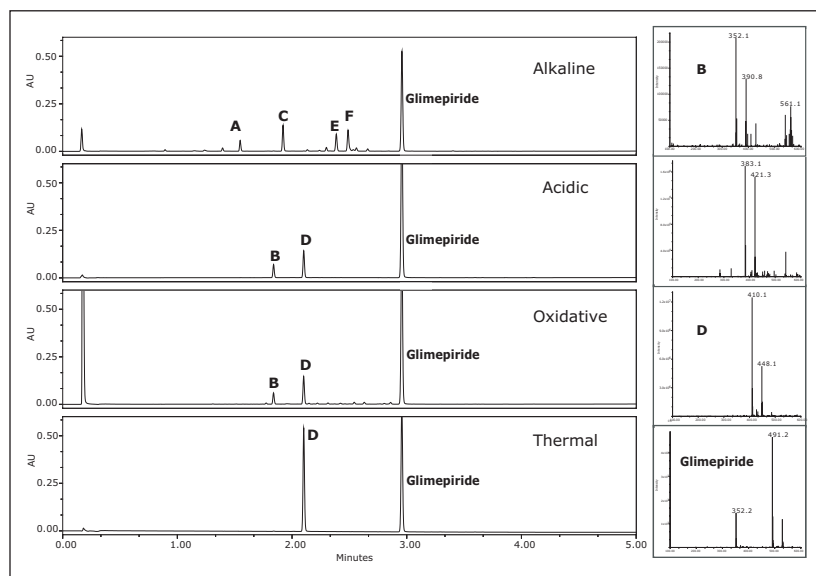 0.50
0.25
0.00
AU
Alkaline
Glimepiride
A
C
E
F
0.50
0.25
0.00
AU
Acidic
Glimepiride
B
D
0.50
0.25
0.00
AU
Oxidative
Glimepiride
B
D
0.50
0.25
0.00
AU
Thermal
Glimepiride
D
0.00 1.00 2.00 3.00 4.00 5.00
Minutes
352.1
B
390.8
561.1
383.1
421.3
410.1
D
448.1
491.2
Glimepiride
352.2